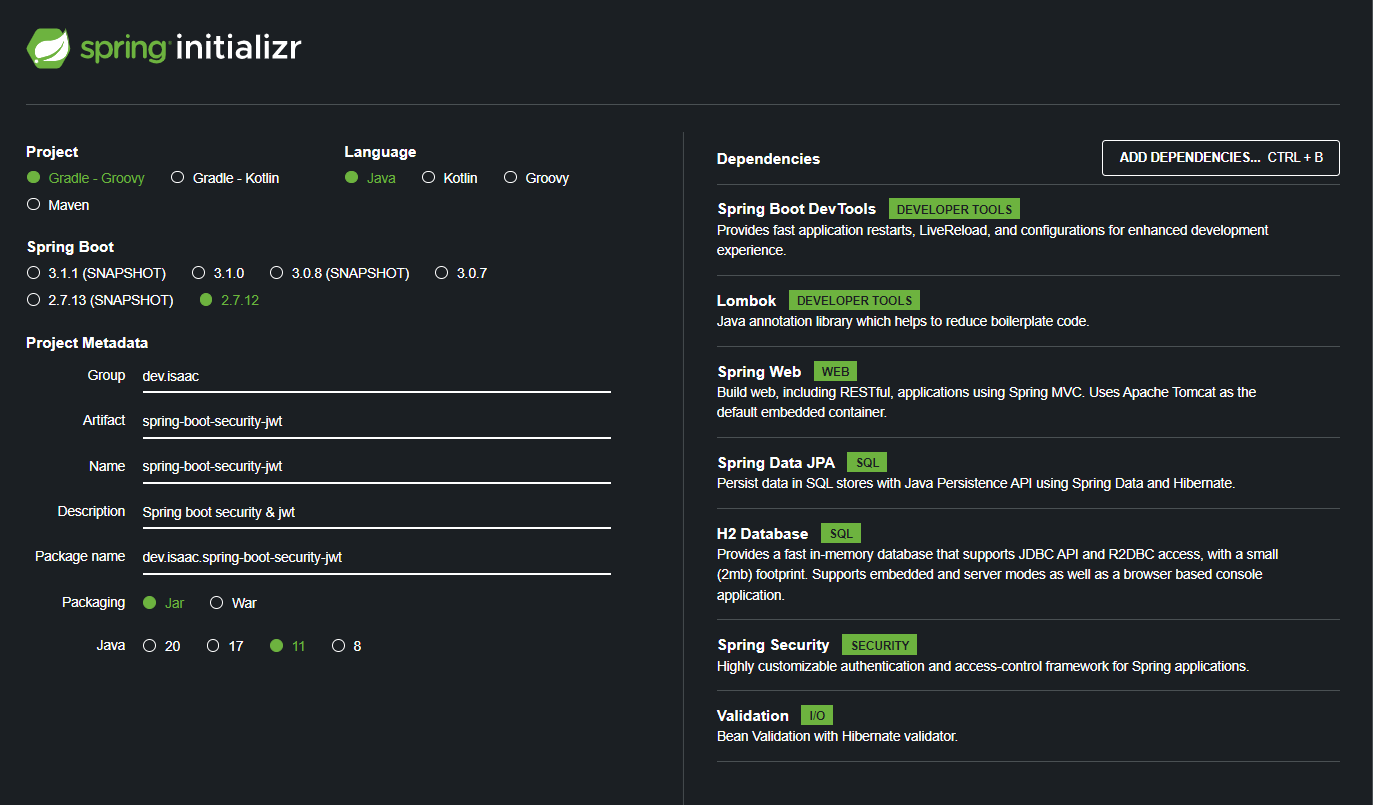 spring initializr
Project
Gradle - Groovy Gradle - Kotlin
Maven
Language
Java Kotlin Groovy
Spring Boot
3.1.1 (SNAPSHOT) 3.1.0 3.0.8 (SNAPSHOT) 3.0.7
2.7.13 (SNAPSHOT) 2.7.12
Project Metadata
Group dev.isaac
Artifact spring-boot-security-jwt
Name spring-boot-security-jwt
Description Spring boot security & jwt
Package name dev.isaac.spring-boot-security-jwt
Packaging Jar War
Java 20 17 11 8
Dependencies ADD DEPENDENCIES... CTRL + B
Spring Boot DevTools DEVELOPER TOOLS
Provides fast application restarts, LiveReload, and configurations for enhanced development
experience.
Lombok DEVELOPER TOOLS
Java annotation library which helps to reduce boilerplate code.
Spring Web WEB
Build web, including RESTful, applications using Spring MVC. Uses Apache Tomcat as the
default embedded container.
Spring Data JPA SQL
Persist data in SQL stores with Java Persistence API using Spring Data and Hibernate.
H2 Database SQL
Provides a fast in-memory database that supports JDBC API and R2DBC access, with a small
(2mb) footprint. Supports embedded and server modes as well as a browser based console
application.
Spring Security SECURITY
Highly customizable authentication and access-control framework for Spring applications.
Validation I/O
Bean Validation with Hibernate validator.